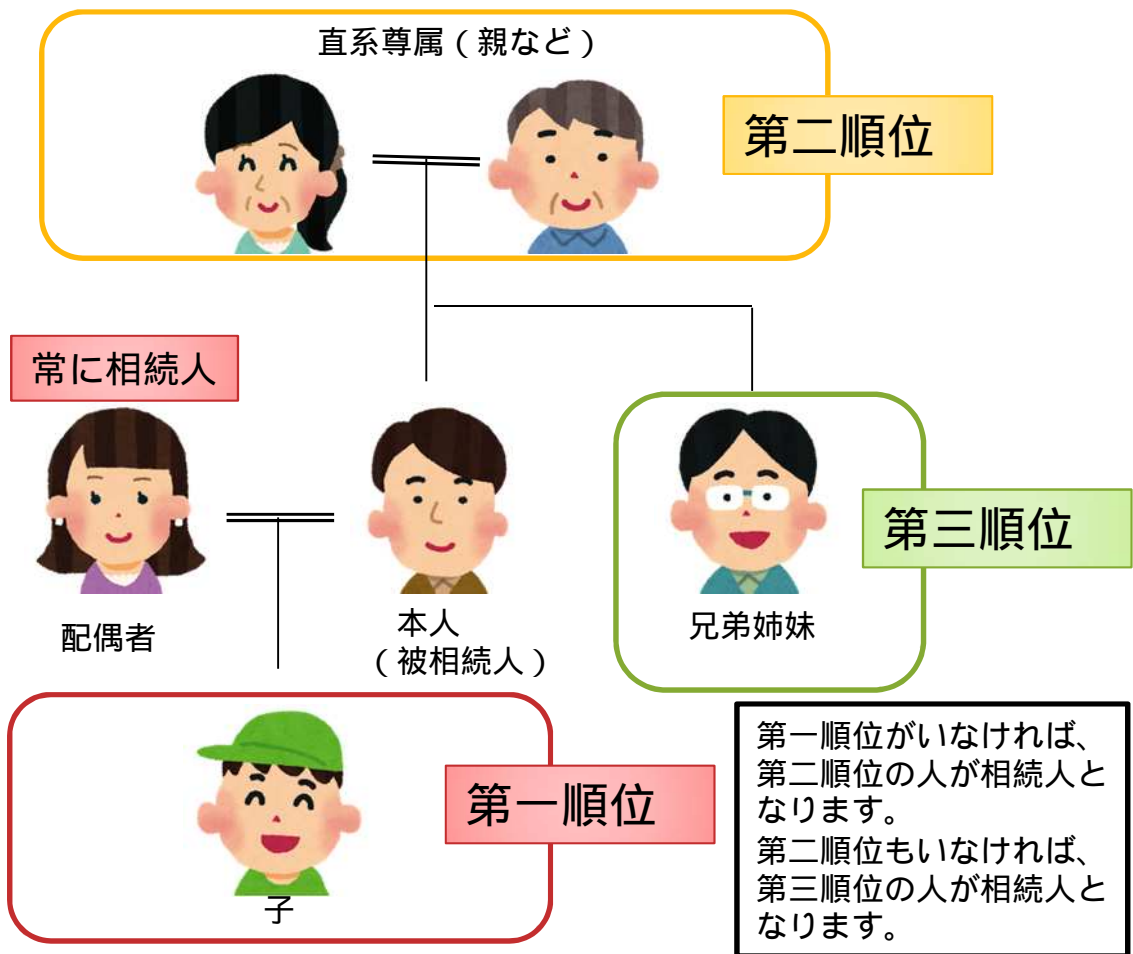 直系尊属（親など）
第二順位
常に相続人
第三順位
配偶者
本人
（被相続人）
兄弟姉妹
第一順位
子
第一順位がいなければ、
第二順位の人が相続人と
なります。
第二順位もいなければ、
第三順位の人が相続人と
なります。